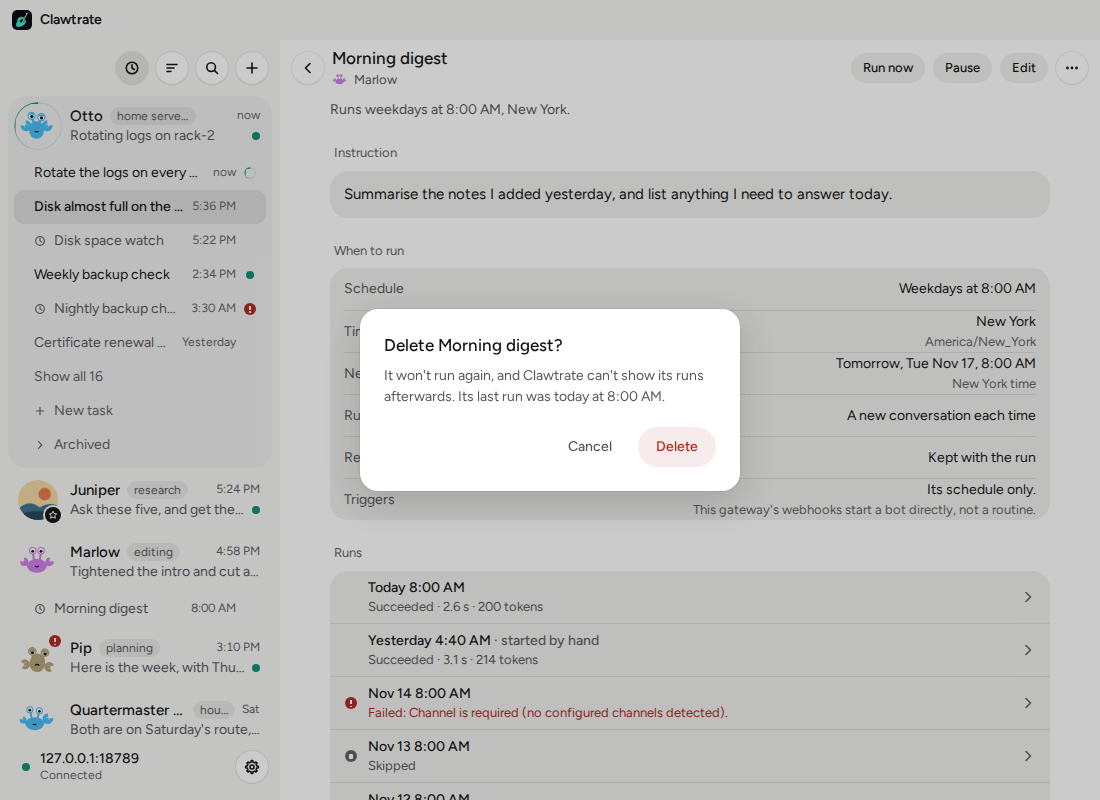 Clawtrate
Otto home serve... now
Rotating logs on rack-2
Rotate the logs on every ... now
Disk almost full on the ... 5:36 PM
Disk space watch 5:22 PM
Weekly backup check 2:34 PM
Nightly backup ch... 3:30 AM
Certificate renewal ... Yesterday
Show all 16
New task
Archived
Juniper research 5:24 PM
Ask these five, and get the...
Marlow editing 4:58 PM
Tightened the intro and cut a...
Morning digest 8:00 AM
Pip planning 3:10 PM
Here is the week, with Thu...
Quartermaster ... hou... Sat
Both are on Saturday's route,...
127.0.0.1:18789
Connected
Morning digest
Marlow
Run now Pause Edit
Runs weekdays at 8:00 AM, New York.
Instruction
Summarise the notes I added yesterday, and list anything I need to answer today.
When to run
Schedule Weekdays at 8:00 AM
New York
America/New_York
Tomorrow, Tue Nov 17, 8:00 AM
New York time
A new conversation each time
Kept with the run
Triggers Its schedule only.
This gateway's webhooks start a bot directly, not a routine.
Delete Morning digest?
It won't run again, and Clawtrate can't show its runs
afterwards. Its last run was today at 8:00 AM.
Cancel Delete
Runs
Today 8:00 AM
Succeeded · 2.6 s · 200 tokens
Yesterday 4:40 AM · started by hand
Succeeded · 3.1 s · 214 tokens
Nov 14 8:00 AM
Failed: Channel is required (no configured channels detected).
Nov 13 8:00 AM
Skipped
Nov 12 8:00 AM